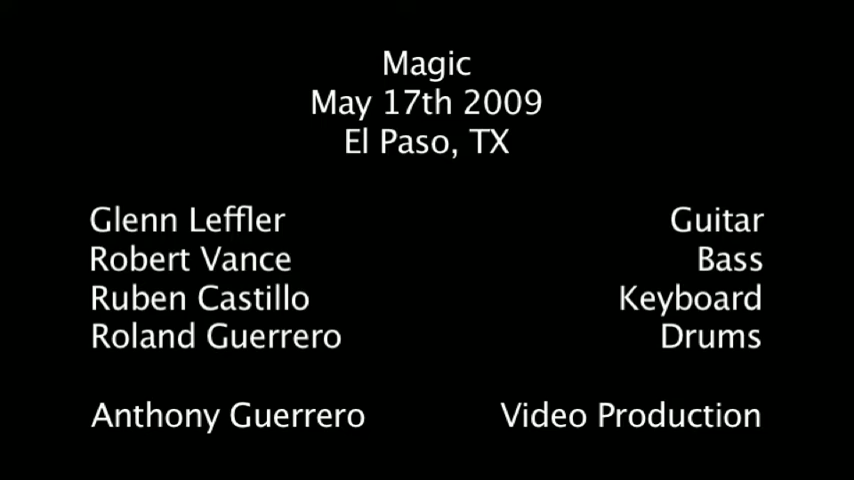 Magic
May 17th 2009
El Paso, TX
Glenn Leffler Guitar
Robert Vance Bass
Ruben Castillo Keyboard
Roland Guerrero Drums
Anthony Guerrero Video Production